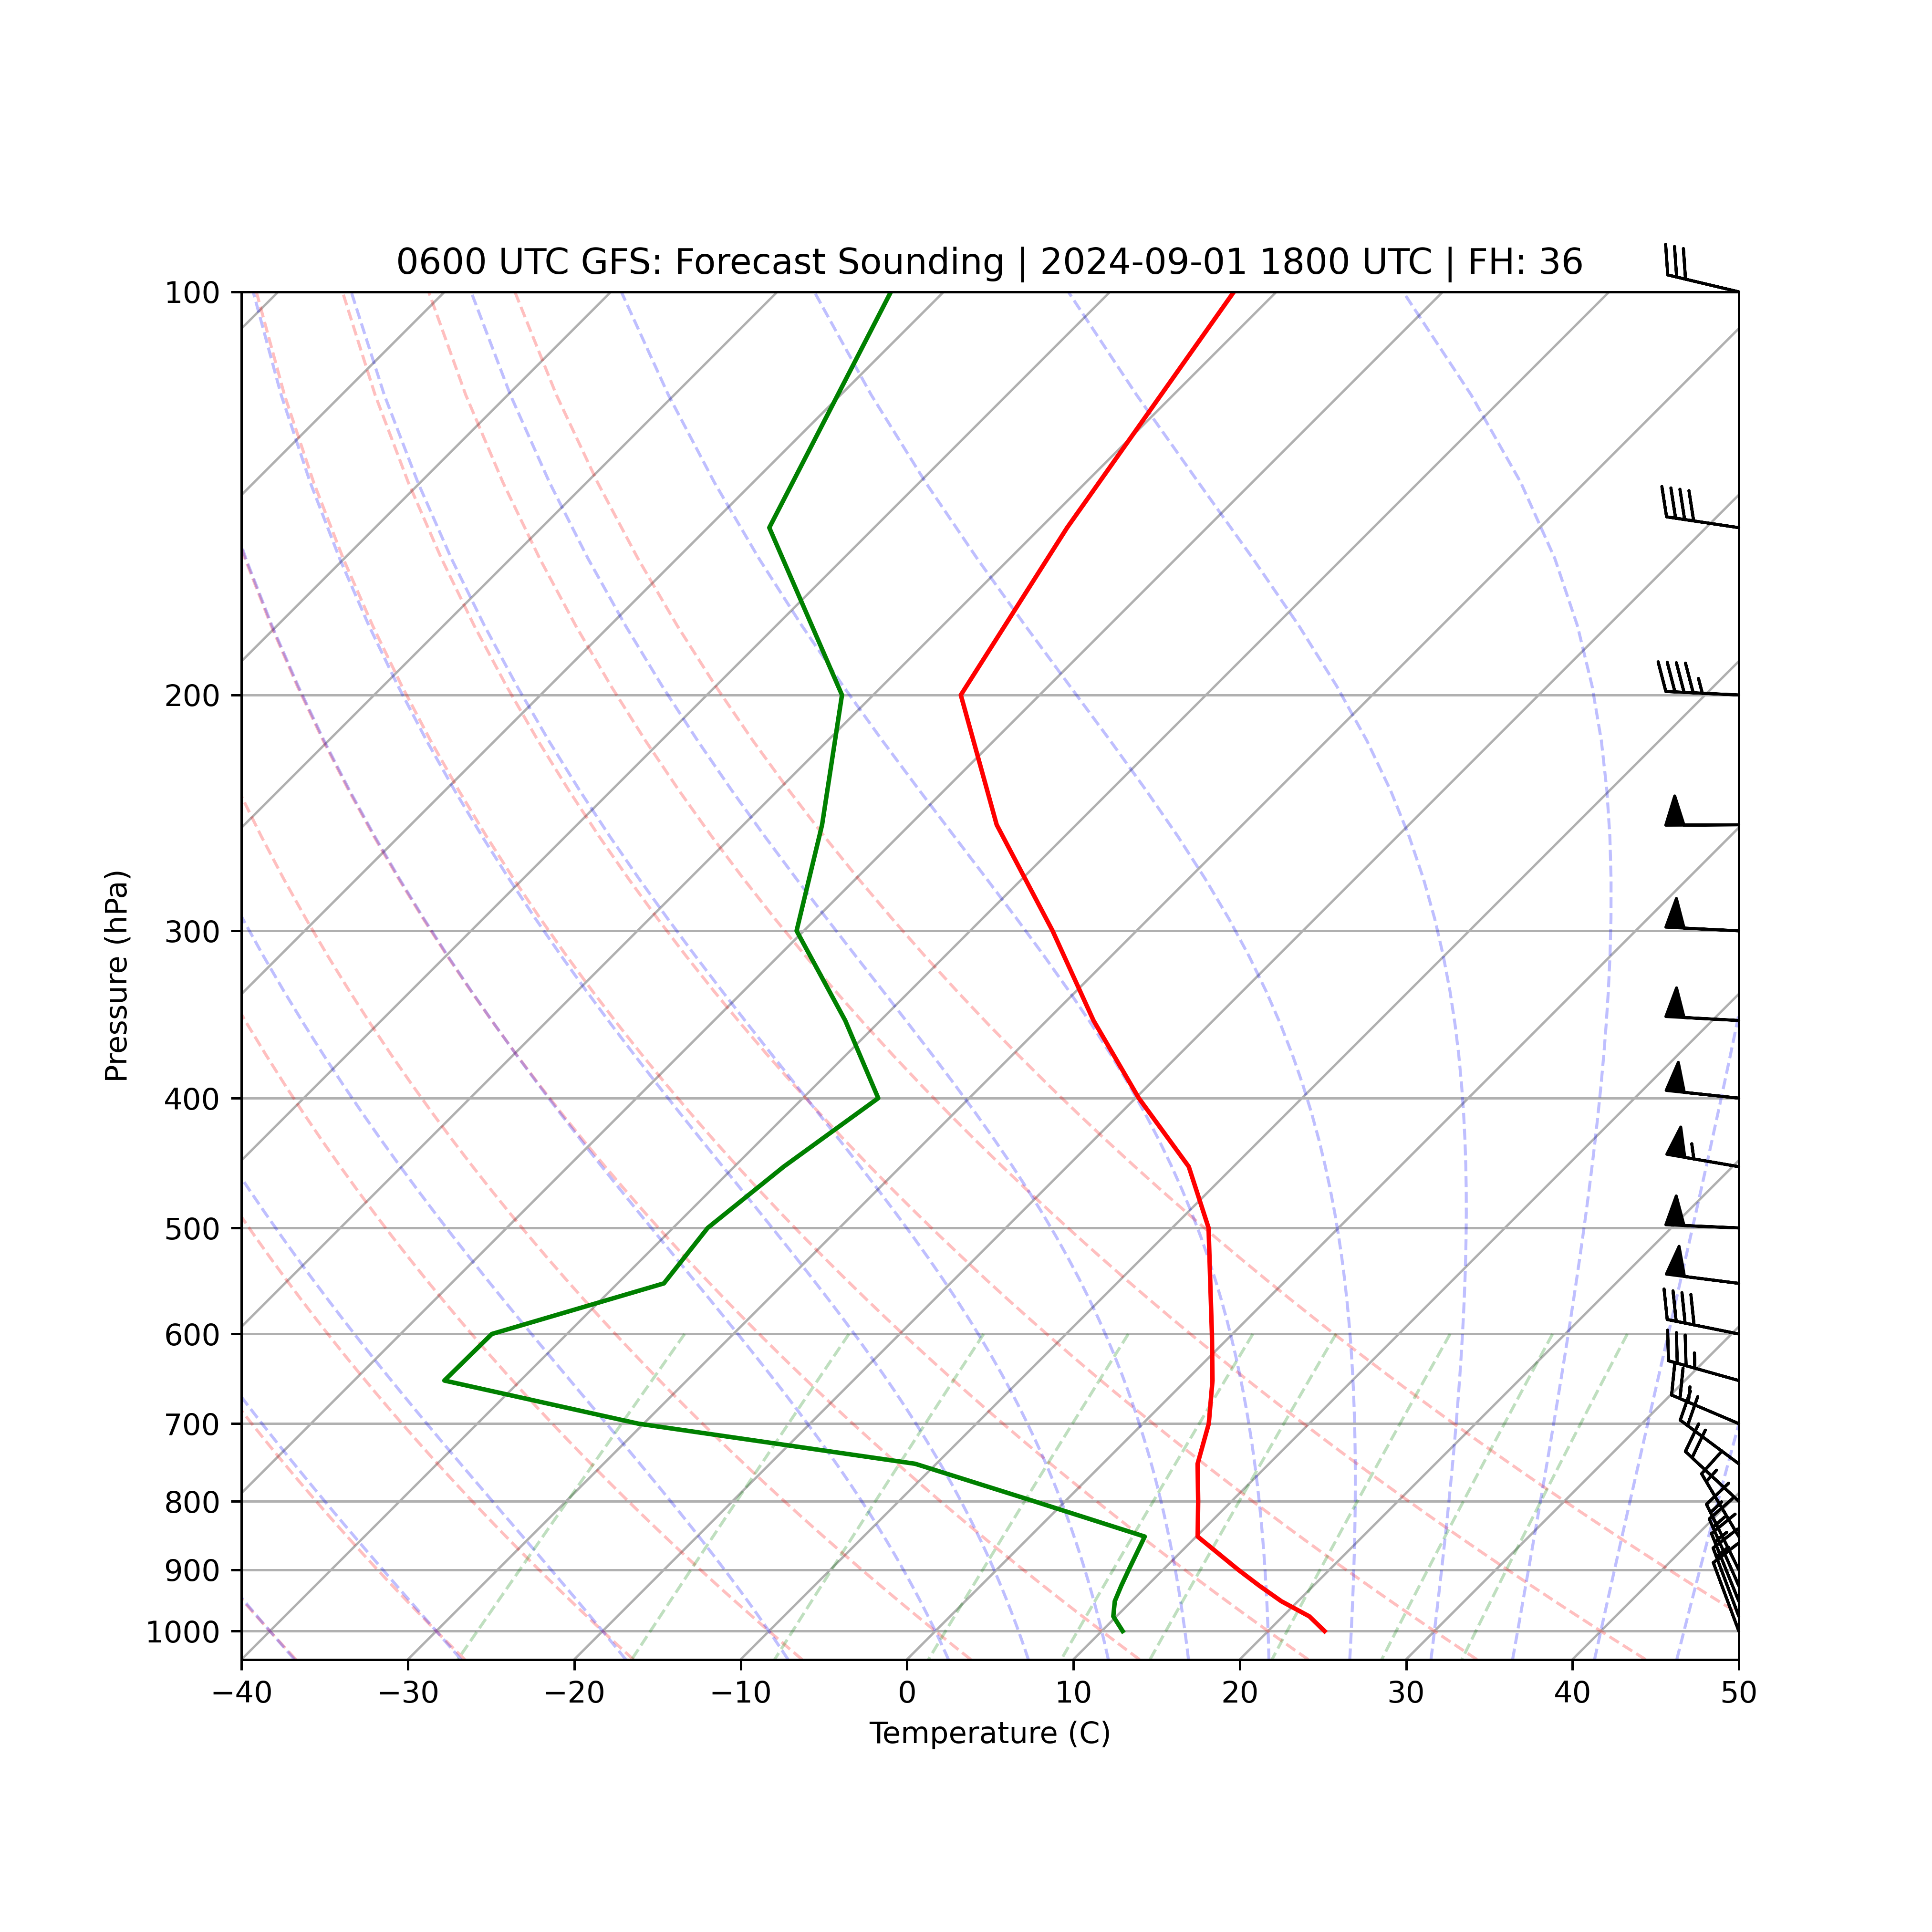 0600 UTC GFS: Forecast Sounding | 2024-09-01 1800 UTC | FH: 36
100
200
300
400
500
600
700
800
900
1000
Pressure (hPa)
−40 −30 −20 −10 0 10 20 30 40 50
Temperature (C)